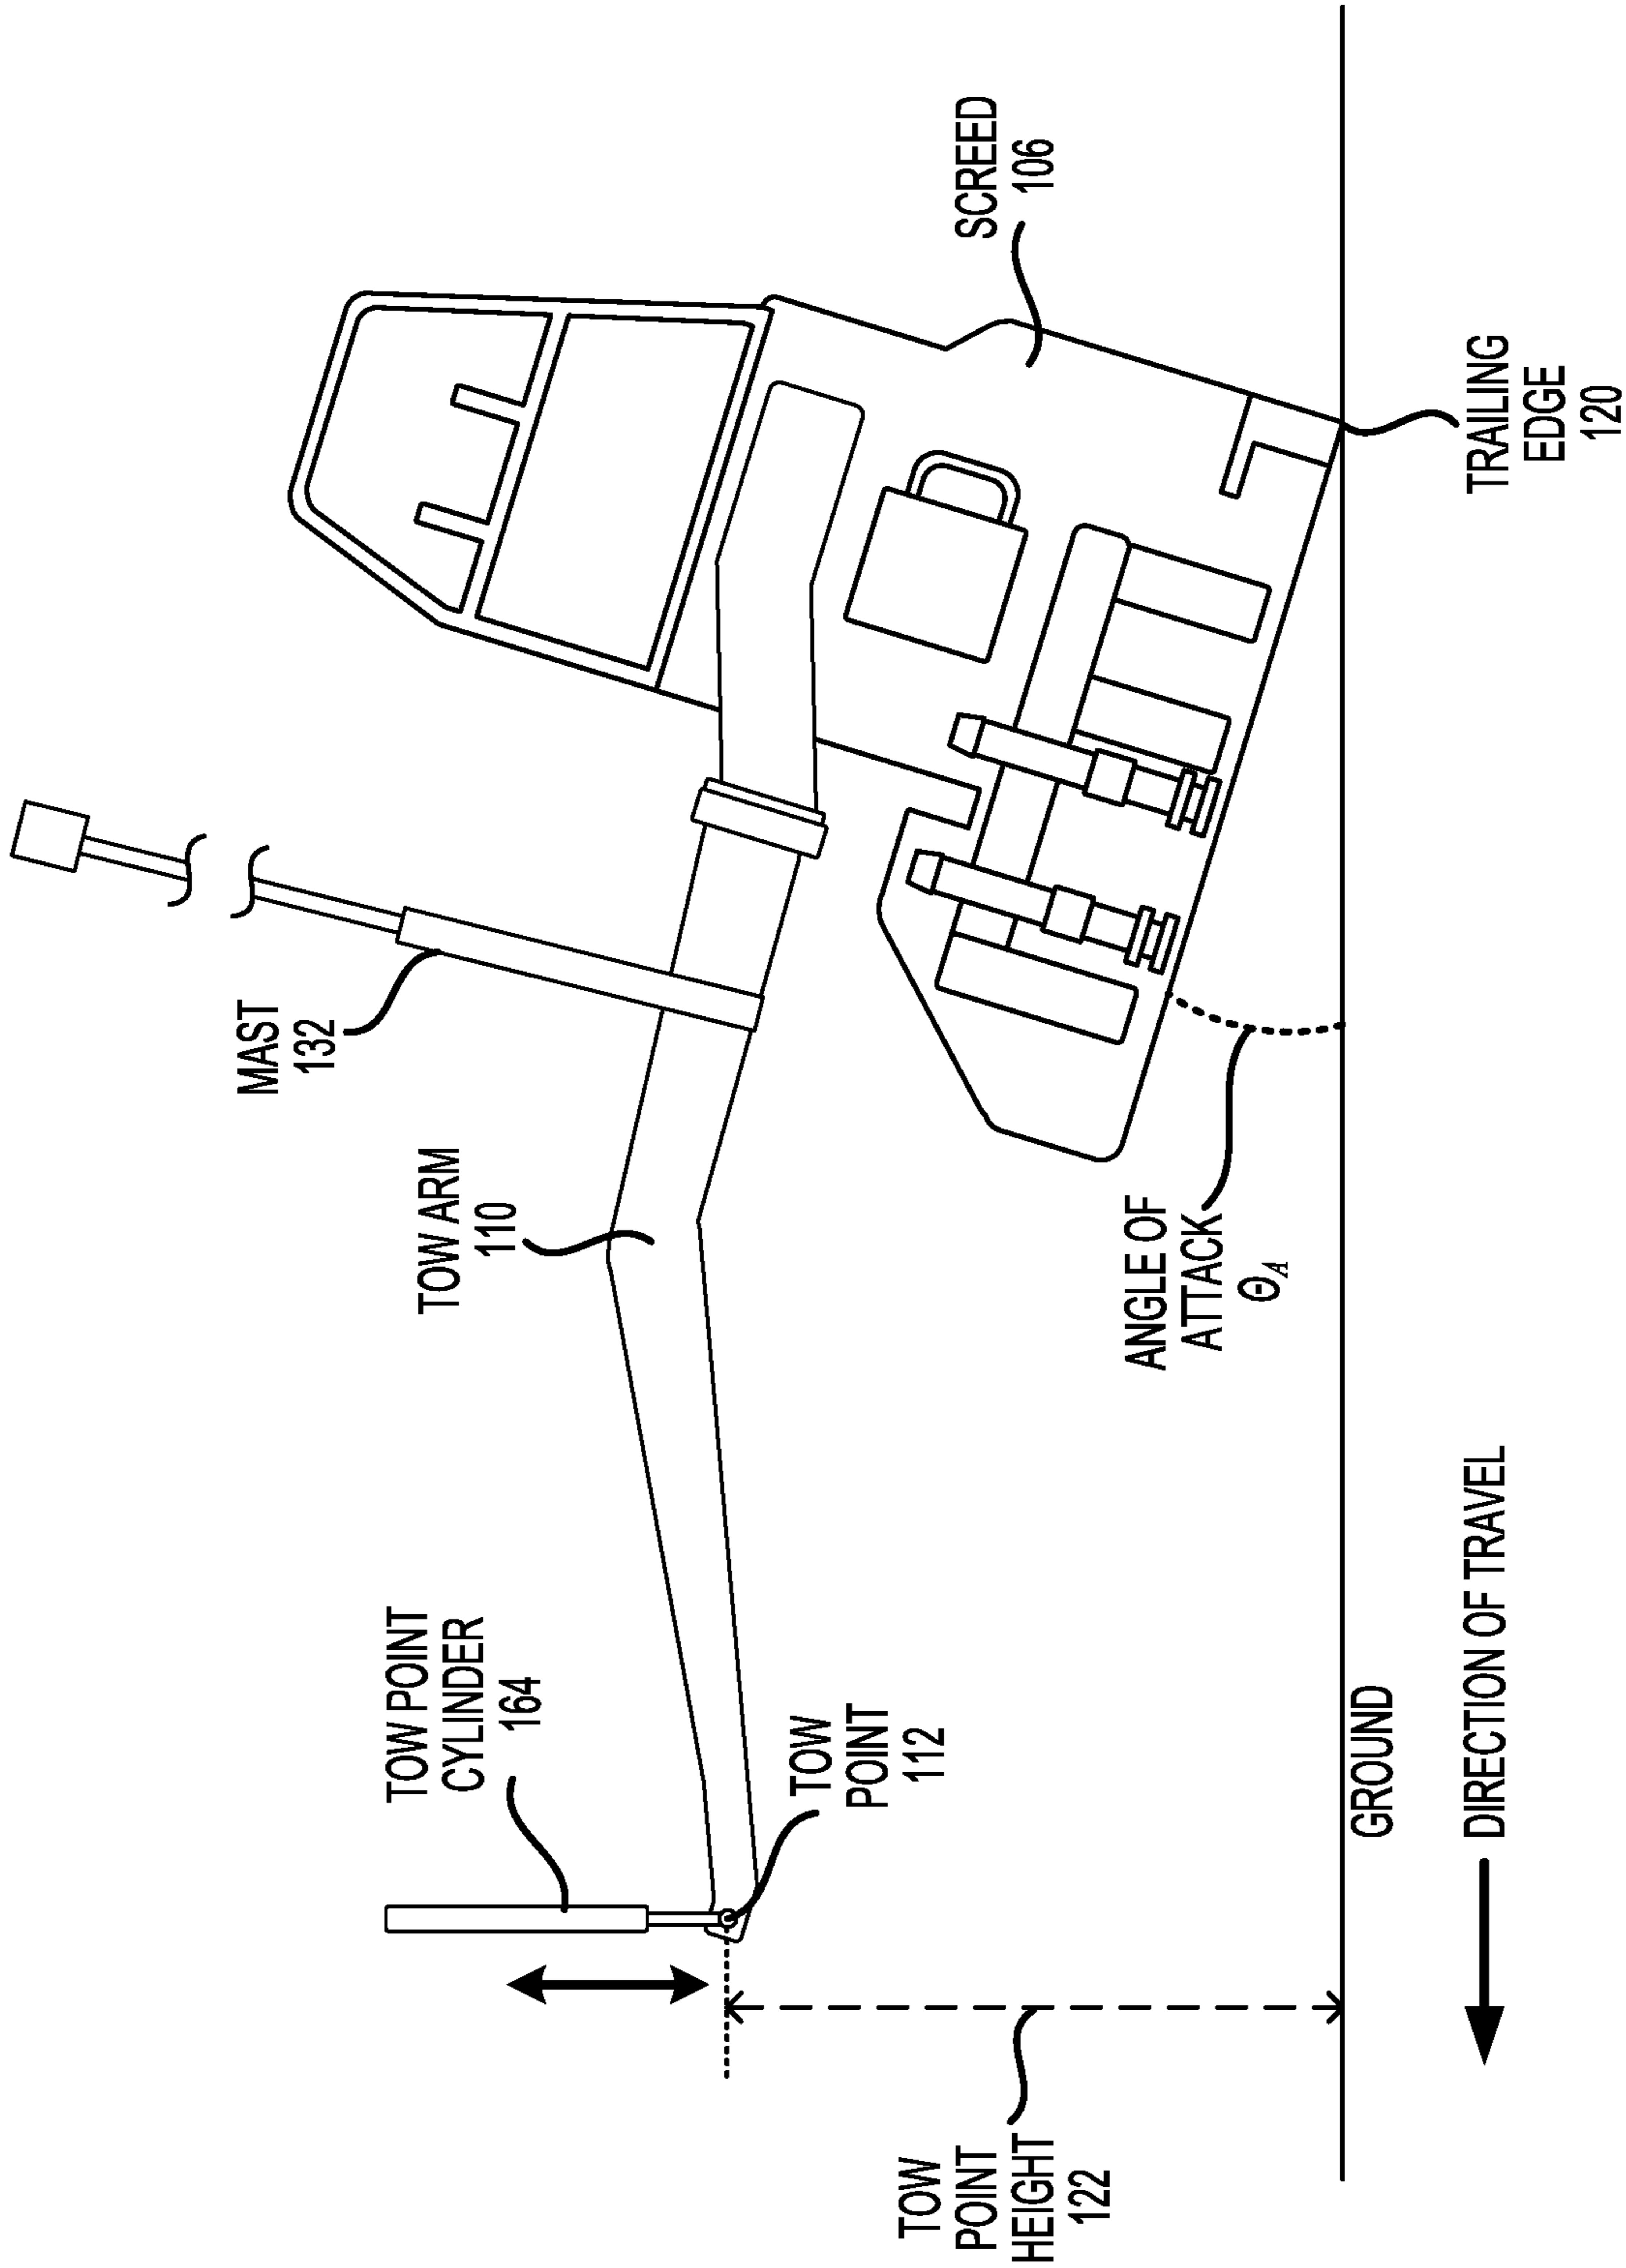 MAST
132
TOW POINT
CYLINDER
164
TOW ARM
110
SCREED
106
TOW
POINT
112
TOW
POINT
HEIGHT
122
ANGLE OF
ATTACK
ΘA
GROUND
TRAILING
EDGE
120
DIRECTION OF TRAVEL